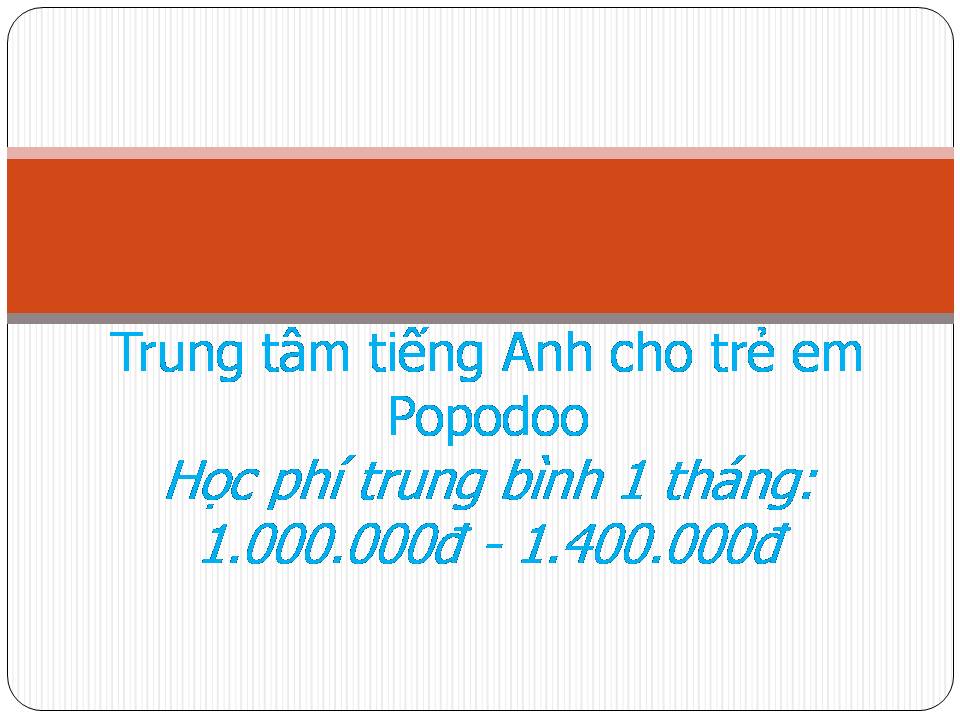 Trung tâm tiếng Anh cho trẻ em
Popodoo
Học phí trung bình 1 tháng:
1.000.000đ - 1.400.000đ